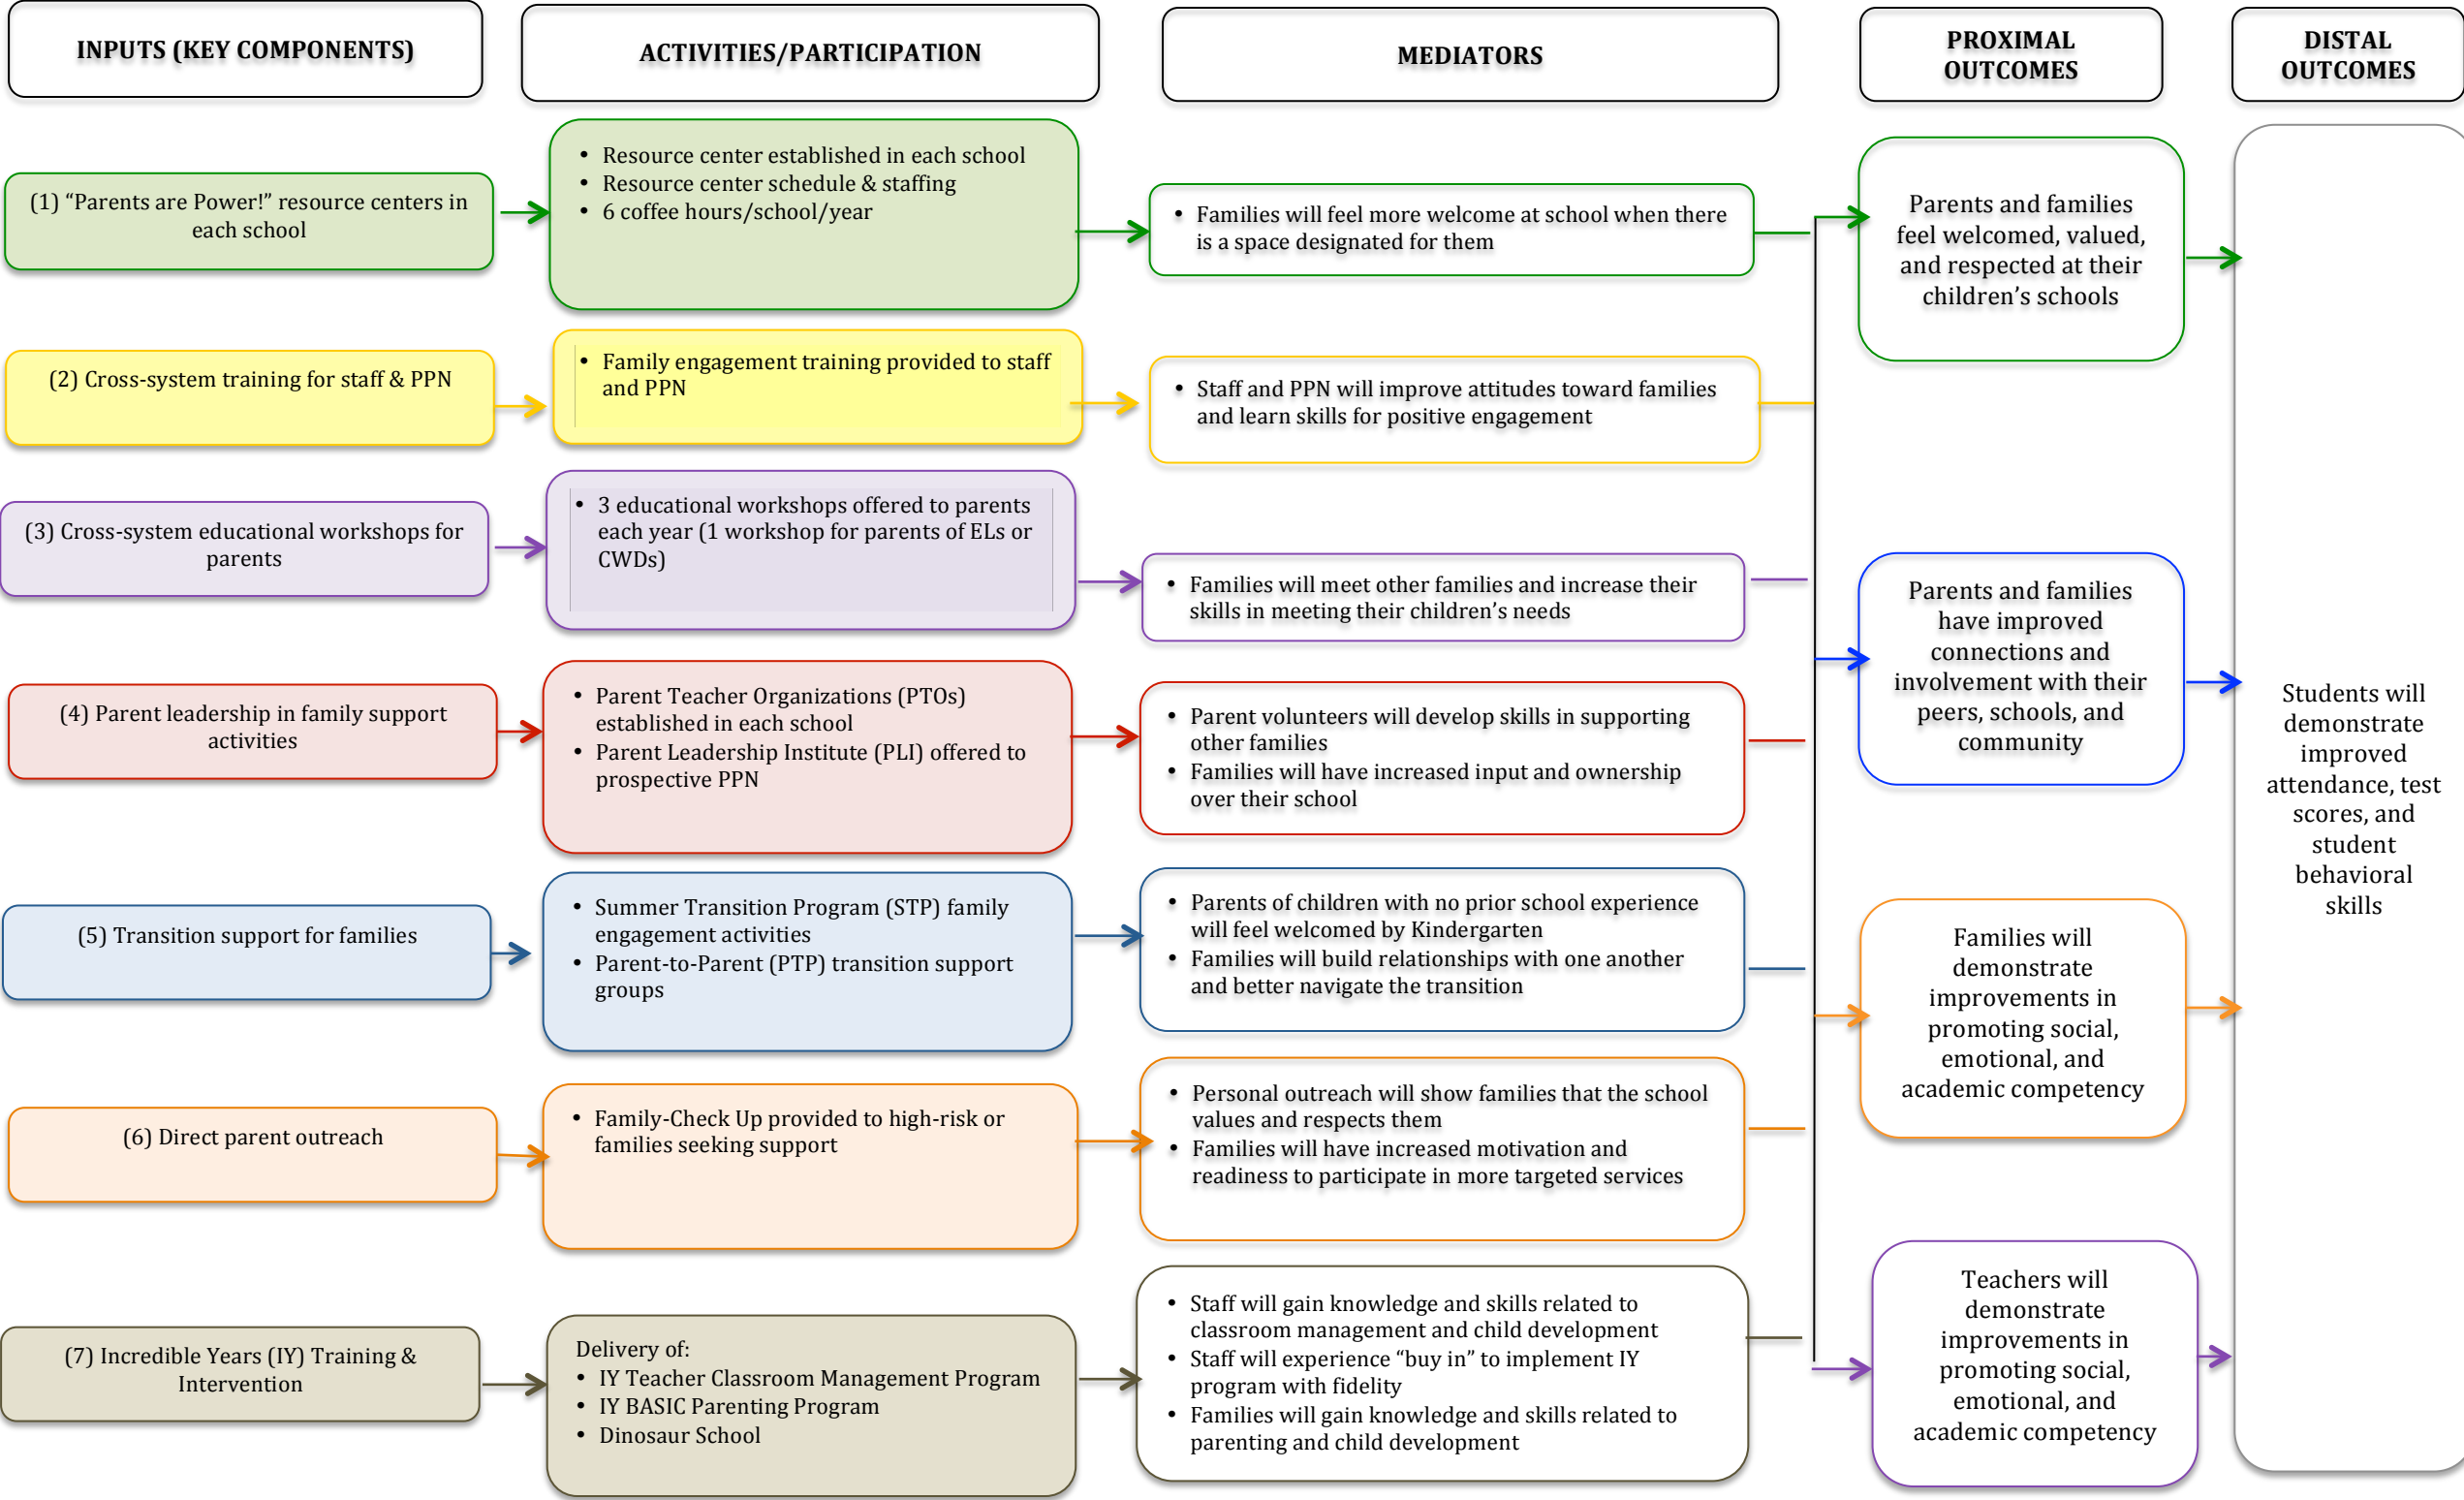 INPUTS (KEY COMPONENTS)
ACTIVITIES/PARTICIPATION
MEDIATORS
PROXIMAL
OUTCOMES
DISTAL
OUTCOMES
(1) “Parents are Power!” resource centers in
each school
• Resource center established in each school
• Resource center schedule & staffing
• 6 coffee hours/school/year
• Families will feel more welcome at school when there
is a space designated for them
(2) Cross-system training for staff & PPN
• Family engagement training provided to staff
and PPN
• Staff and PPN will improve attitudes toward families
and learn skills for positive engagement
(3) Cross-system educational workshops for
parents
• 3 educational workshops offered to parents
each year (1 workshop for parents of ELs or
CWDs)
• Families will meet other families and increase their
skills in meeting their children’s needs
(4) Parent leadership in family support
activities
• Parent Teacher Organizations (PTOs)
established in each school
• Parent Leadership Institute (PLI) offered to
prospective PPN
• Parent volunteers will develop skills in supporting
other families
• Families will have increased input and ownership
over their school
(5) Transition support for families
• Summer Transition Program (STP) family
engagement activities
• Parent-to-Parent (PTP) transition support
groups
• Parents of children with no prior school experience
will feel welcomed by Kindergarten
• Families will build relationships with one another
and better navigate the transition
(6) Direct parent outreach
• Family-Check Up provided to high-risk or
families seeking support
• Personal outreach will show families that the school
values and respects them
• Families will have increased motivation and
readiness to participate in more targeted services
(7) Incredible Years (IY) Training &
Intervention
Delivery of:
• IY Teacher Classroom Management Program
• IY BASIC Parenting Program
• Dinosaur School
• Staff will gain knowledge and skills related to
classroom management and child development
• Staff will experience “buy in” to implement IY
program with fidelity
• Families will gain knowledge and skills related to
parenting and child development
Parents and families
feel welcomed, valued,
and respected at their
children’s schools
Parents and families
have improved
connections and
involvement with their
peers, schools, and
community
Families will
demonstrate
improvements in
promoting social,
emotional, and
academic competency
Teachers will
demonstrate
improvements in
promoting social,
emotional, and
academic competency
Students will
demonstrate
improved
attendance, test
scores, and
student
behavioral
skills